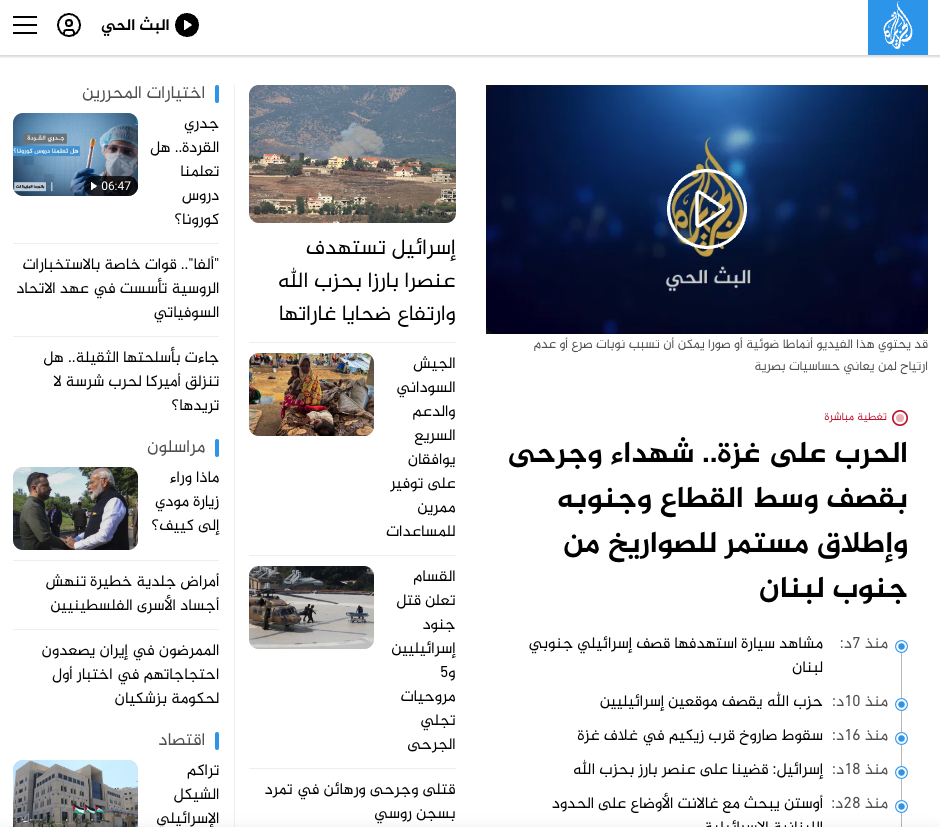 البث الحي
البث الحي
قد يحتوي هذا الفيديو أنماطا ضوئية أو صورا يمكن أن تسبب نوبات صرع أو عدم
ارتياح لمن يعاني حساسيات بصرية
تغطية مباشرة
الحرب على غزة.. شهداء وجرحى
بقصف وسط القطاع وجنوبه
وإطلاق مستمر للصواريخ من
جنوب لبنان
منذ 7د: مشاهد سيارة استهدفها قصف إسرائيلي جنوبي
لبنان
منذ 10د: حزب الله يقصف موقعين إسرائيليين
منذ 16د: سقوط صاروخ قرب زيكيم في غلاف غزة
منذ 18د: إسرائيل: قضينا على عنصر بارز بحزب الله
منذ 28د: أوستن يبحث مع غالانت الأوضاع على الحدود
اللبنانية الإسرائيلية
إسرائيل تستهدف
عنصرا بارزا بحزب الله
وارتفاع ضحايا غاراتها
الجيش
السوداني
والدعم
السريع
يوافقان
على توفير
ممرين
للمساعدات
القسام
تعلن قتل
جنود
إسرائيليين
و5
مروحيات
تجلي
الجرحى
قتلى وجرحى ورهائن في تمرد
بسجن روسي
اختيارات المحررين
جدري
القردة.. هل
تعلمنا
دروس
كورونا؟
جـدري القـردة
هل تعلمنا دروس كورونا؟
06:47
"ألفا".. قوات خاصة بالاستخبارات
الروسية تأسست في عهد الاتحاد
السوفياتي
جاءت بأسلحتها الثقيلة.. هل
تنزلق أميركا لحرب شرسة لا
تريدها؟
مراسلون
ماذا وراء
زيارة مودي
إلى كييف؟
أمراض جلدية خطيرة تنهش
أجساد الأسرى الفلسطينيين
الممرضون في إيران يصعدون
احتجاجاتهم في اختبار أول
لحكومة بزشكيان
اقتصاد
تراكم
الشيكل
الإسرائيلي